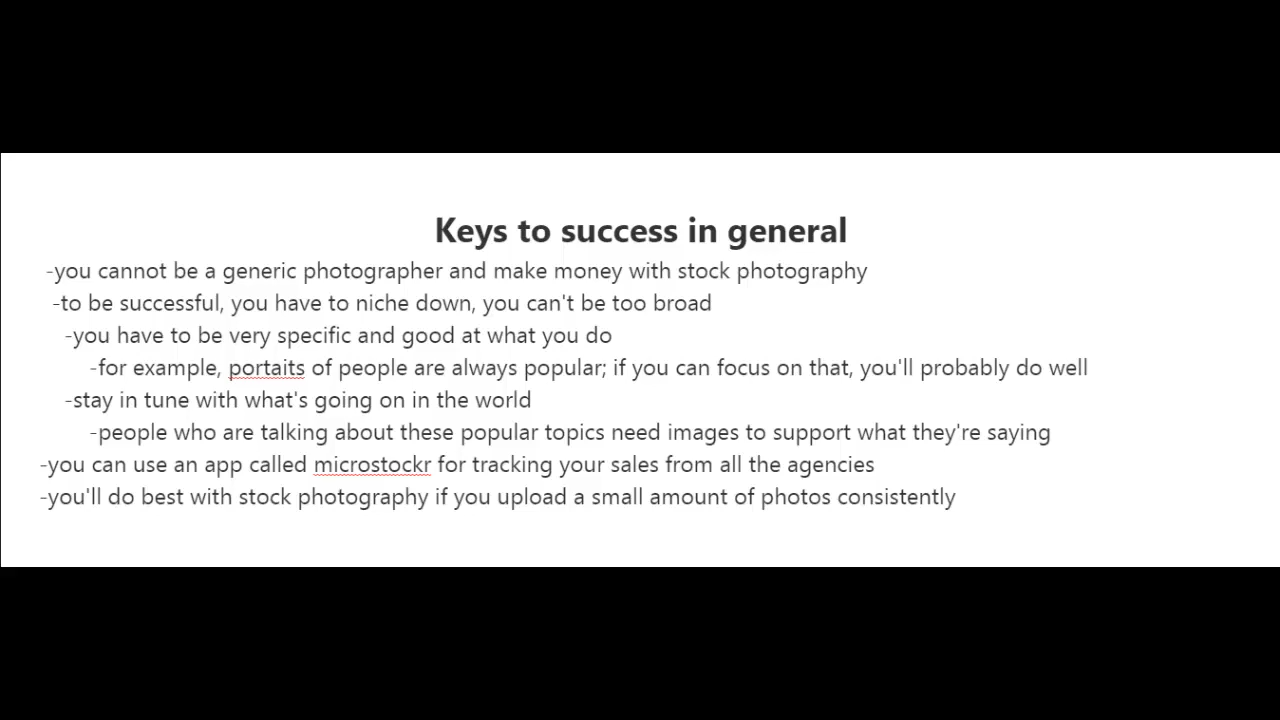 Keys to success in general
-you cannot be a generic photographer and make money with stock photography
-to be successful, you have to niche down, you can't be too broad
-you have to be very specific and good at what you do
-for example, portaits of people are always popular; if you can focus on that, you'll probably do well
-stay in tune with what's going on in the world
-people who are talking about these popular topics need images to support what they're saying
-you can use an app called microstockr for tracking your sales from all the agencies
-you'll do best with stock photography if you upload a small amount of photos consistently